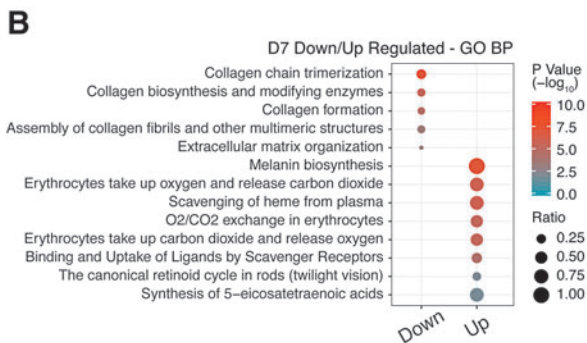 B
D7 Down/Up Regulated - GO BP
Collagen chain trimerization
Collagen biosynthesis and modifying enzymes
Collagen formation
Assembly of collagen fibrils and other multimeric structures
Extracellular matrix organization
Melanin biosynthesis
Erythrocytes take up oxygen and release carbon dioxide
Scavenging of heme from plasma
O2/CO2 exchange in erythrocytes
Erythrocytes take up carbon dioxide and release oxygen
Binding and Uptake of Ligands by Scavenger Receptors
The canonical retinoid cycle in rods (twilight vision)
Synthesis of 5-eicosatetraenoic acids
Down
Up
P Value
(-log10)
10.0
7.5
5.0
2.5
0.0
Ratio
0.25
0.50
0.75
1.00